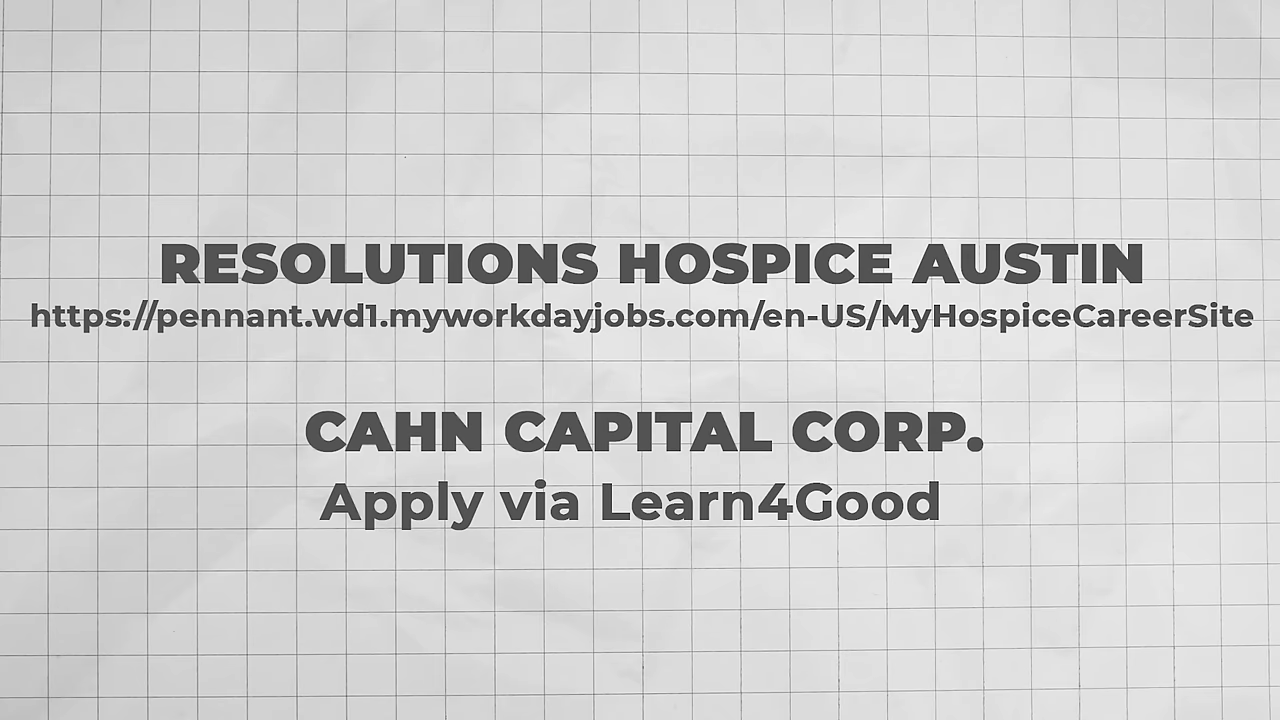 RESOLUTIONS HOSPICE AUSTIN
https://pennant.wd1.myworkdayjobs.com/en-US/MyHospiceCareerSite
CAHN CAPITAL CORP.
Apply via Learn4Good